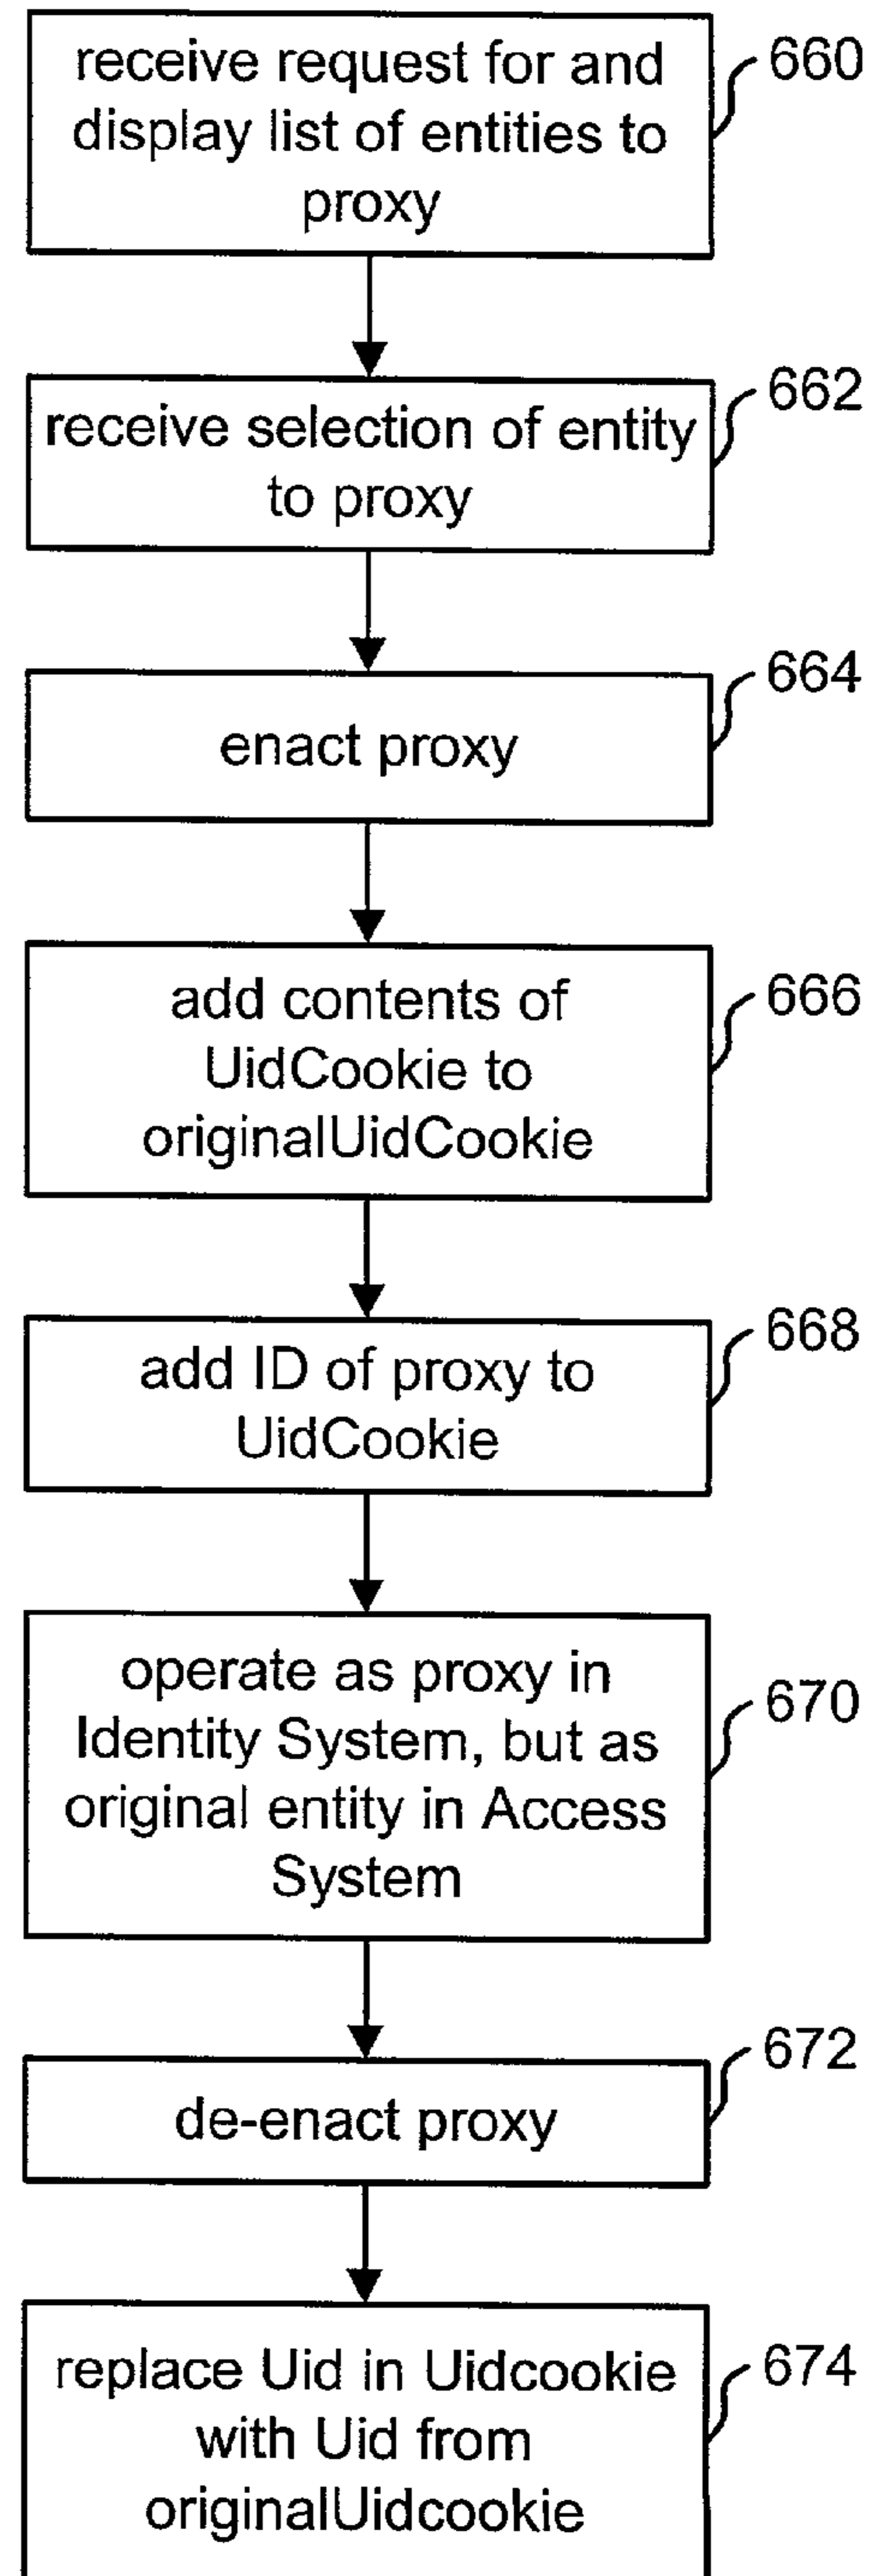 receive request for and
display list of entities to
proxy
660
receive selection of entity
to proxy
662
enact proxy
664
add contents of
UidCookie to
originalUidCookie
666
add ID of proxy to
UidCookie
668
operate as proxy in
Identity System, but as
original entity in Access
System
670
de-enact proxy
672
replace Uid in Uidcookie
with Uid from
originalUidcookie
674